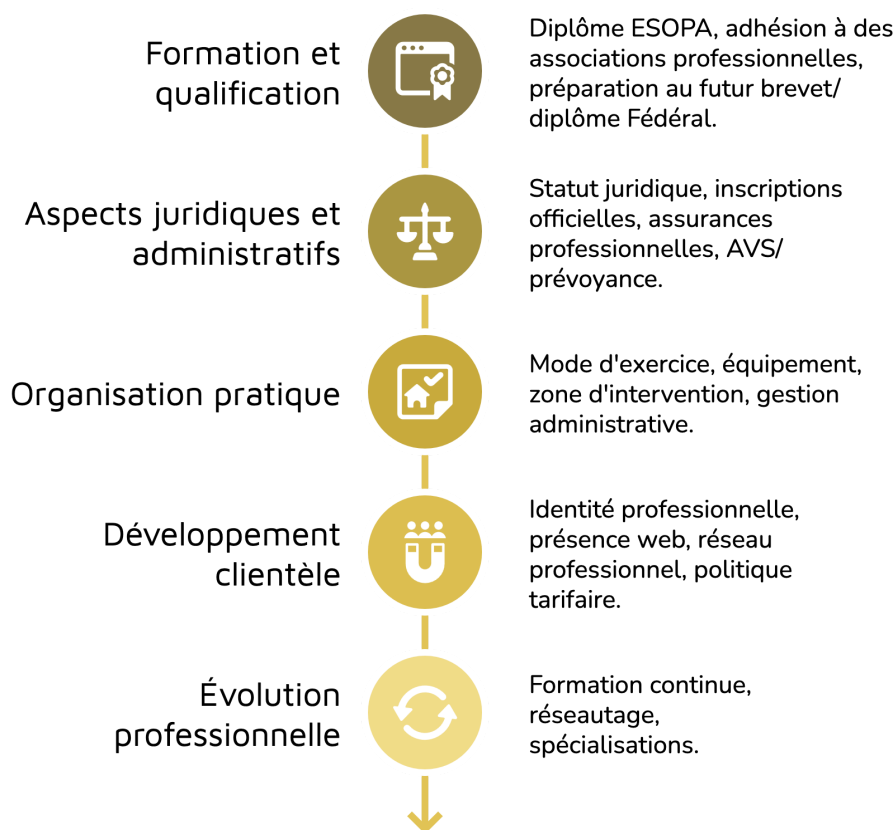 Formation et
qualification
Diplôme ESOPA, adhésion à des
associations professionnelles,
préparation au futur brevet/
diplôme Fédéral.
Aspects juridiques et
administratifs
Statut juridique, inscriptions
officielles, assurances
professionnelles, AVS/
prévoyance.
Organisation pratique
Mode d'exercice, équipement,
zone d'intervention, gestion
administrative.
Développement
clientèle
Identité professionnelle,
présence web, réseau
professionnel, politique
tarifaire.
Évolution
professionnelle
Formation continue,
réseautage,
spécialisations.